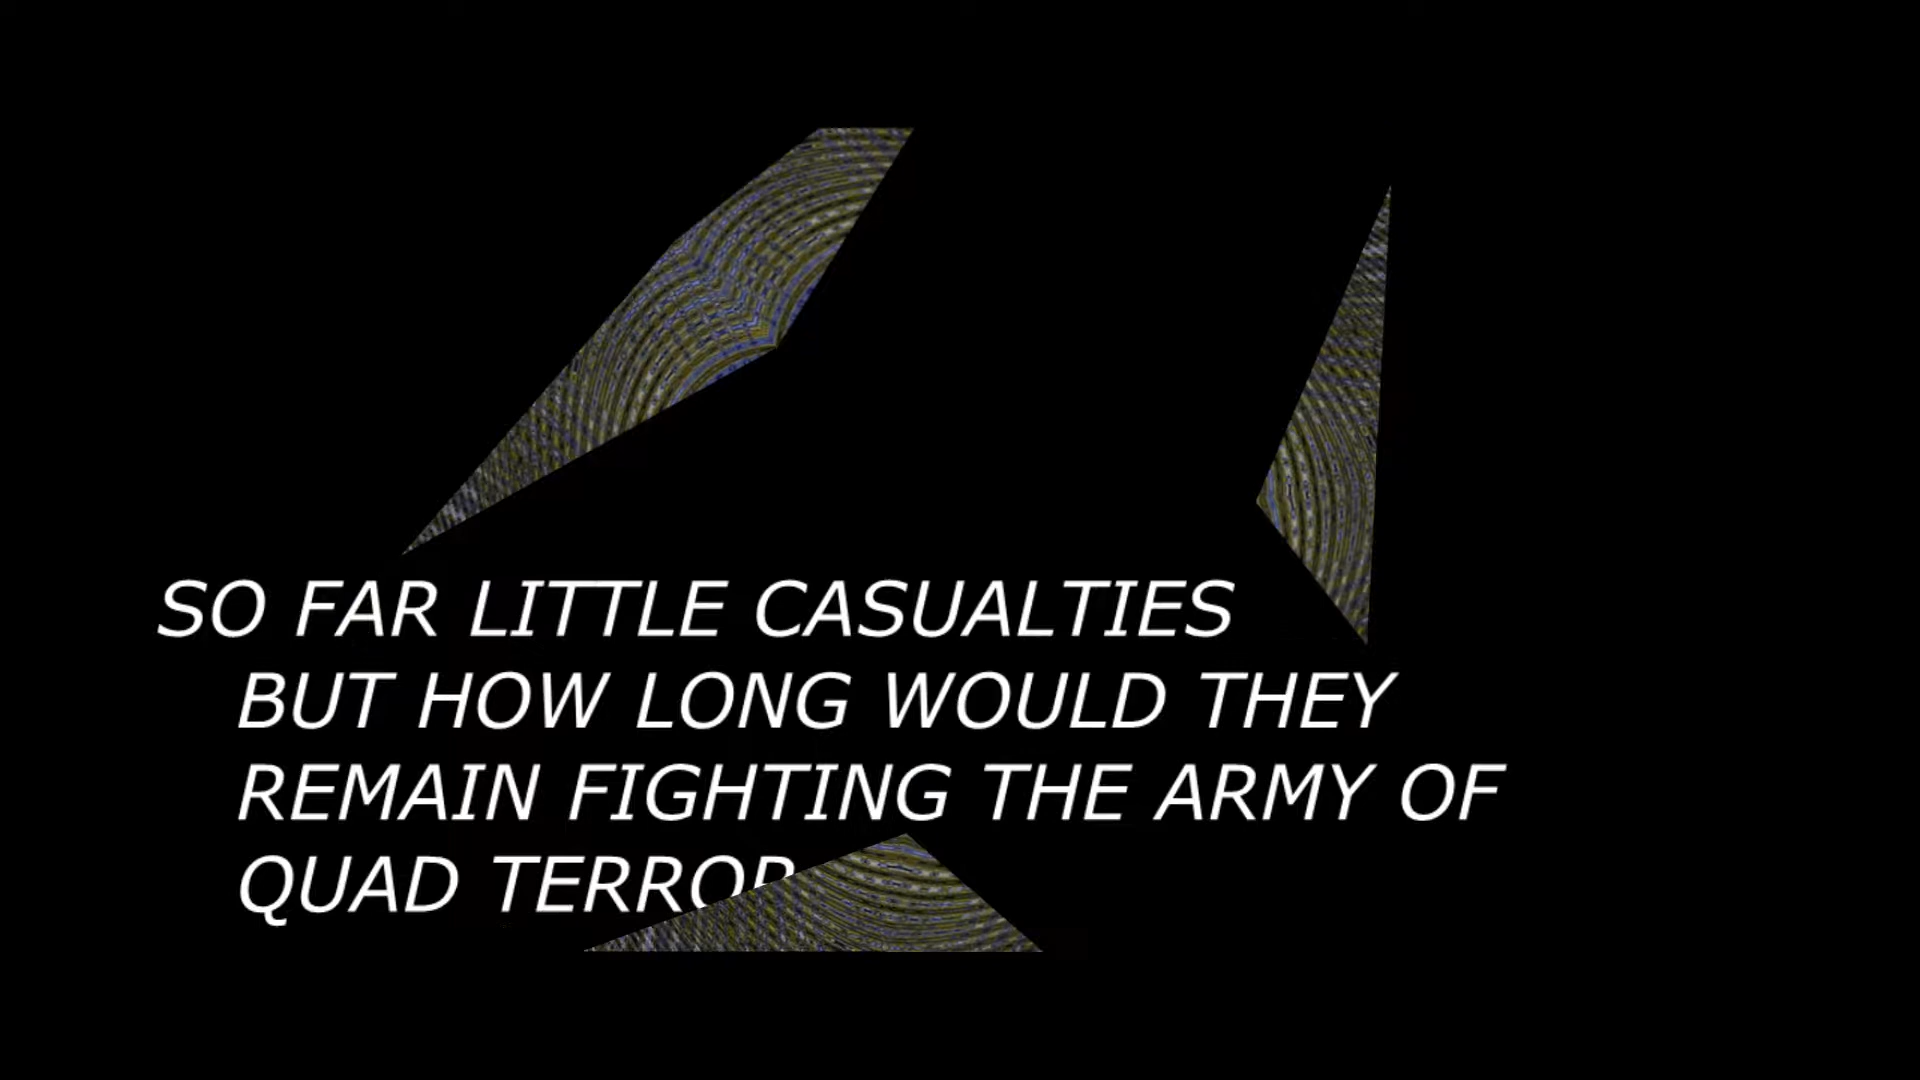 SO FAR LITTLE CASUALTIES
BUT HOW LONG WOULD THEY
REMAIN FIGHTING THE ARMY OF
QUAD TERROR